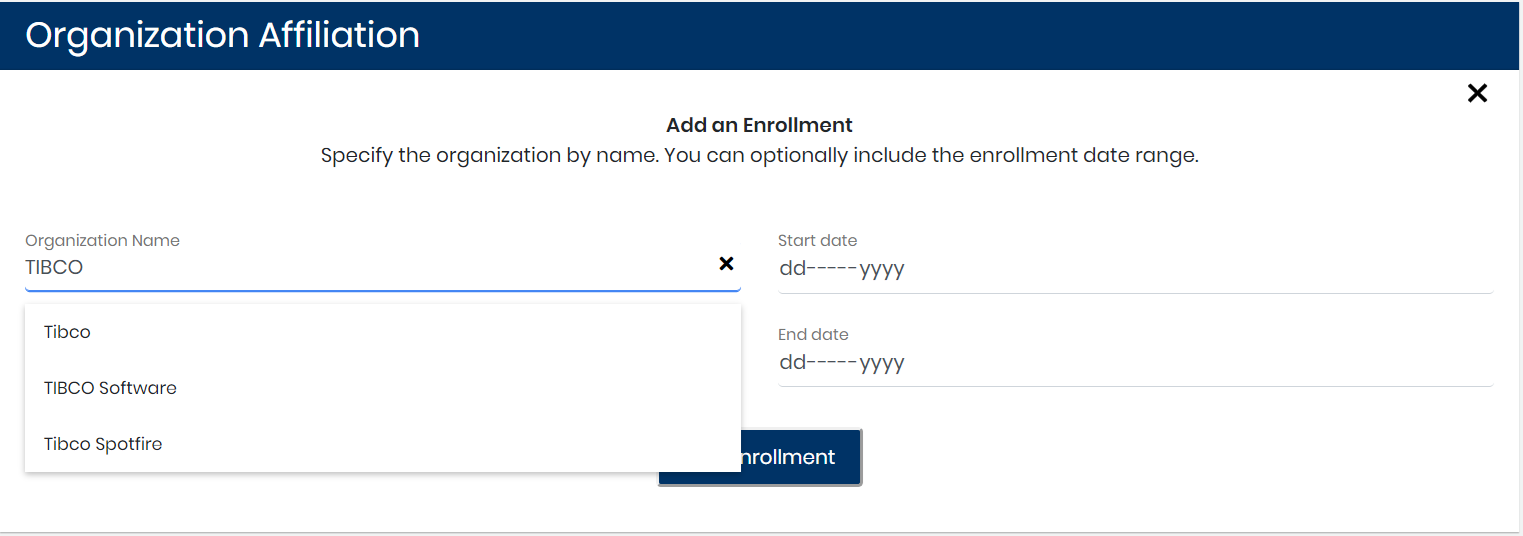 Organization Affiliation
Add an Enrollment
Specify the organization by name. You can optionally include the enrollment date range.
Organization Name
TIBCO
Tibco
TIBCO Software
Tibco Spotfire
Start date
dd-----yyyy
End date
dd-----yyyy
nrollment